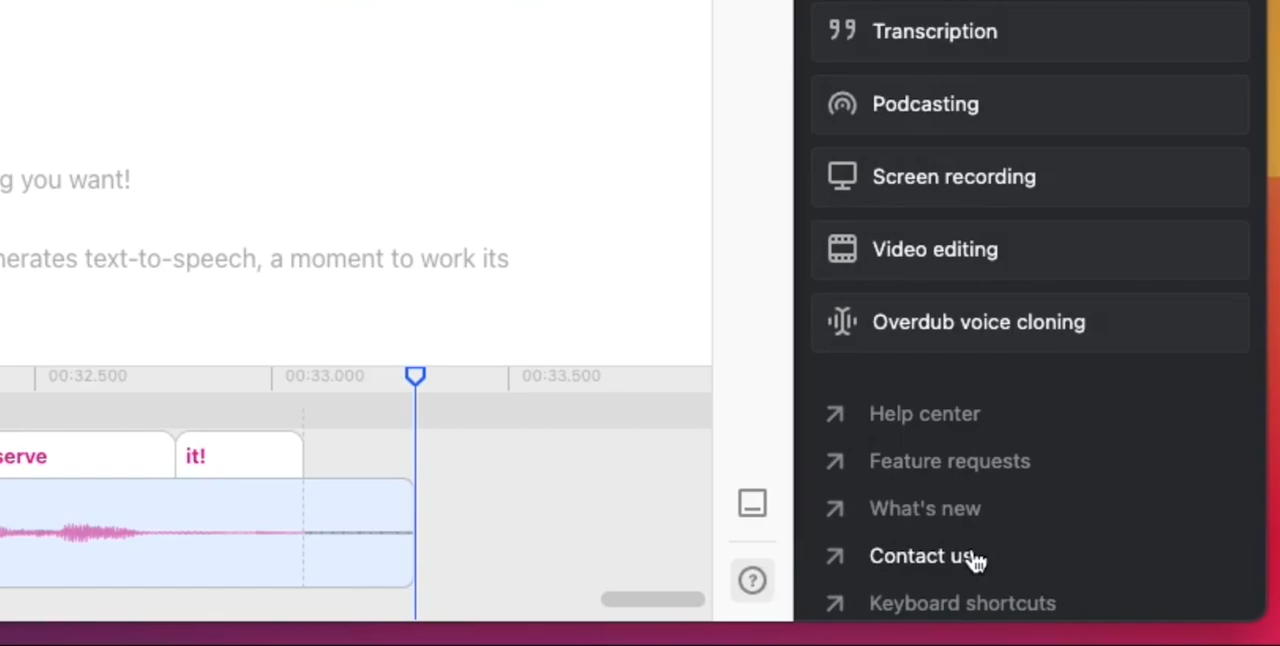 g you want!
nerates text-to-speech, a moment to work its
00:32.500
00:33.000
00:33.500
serve
it!
Transcription
Podcasting
Screen recording
Video editing
Overdub voice cloning
Help center
Feature requests
What's new
Contact us
Keyboard shortcuts